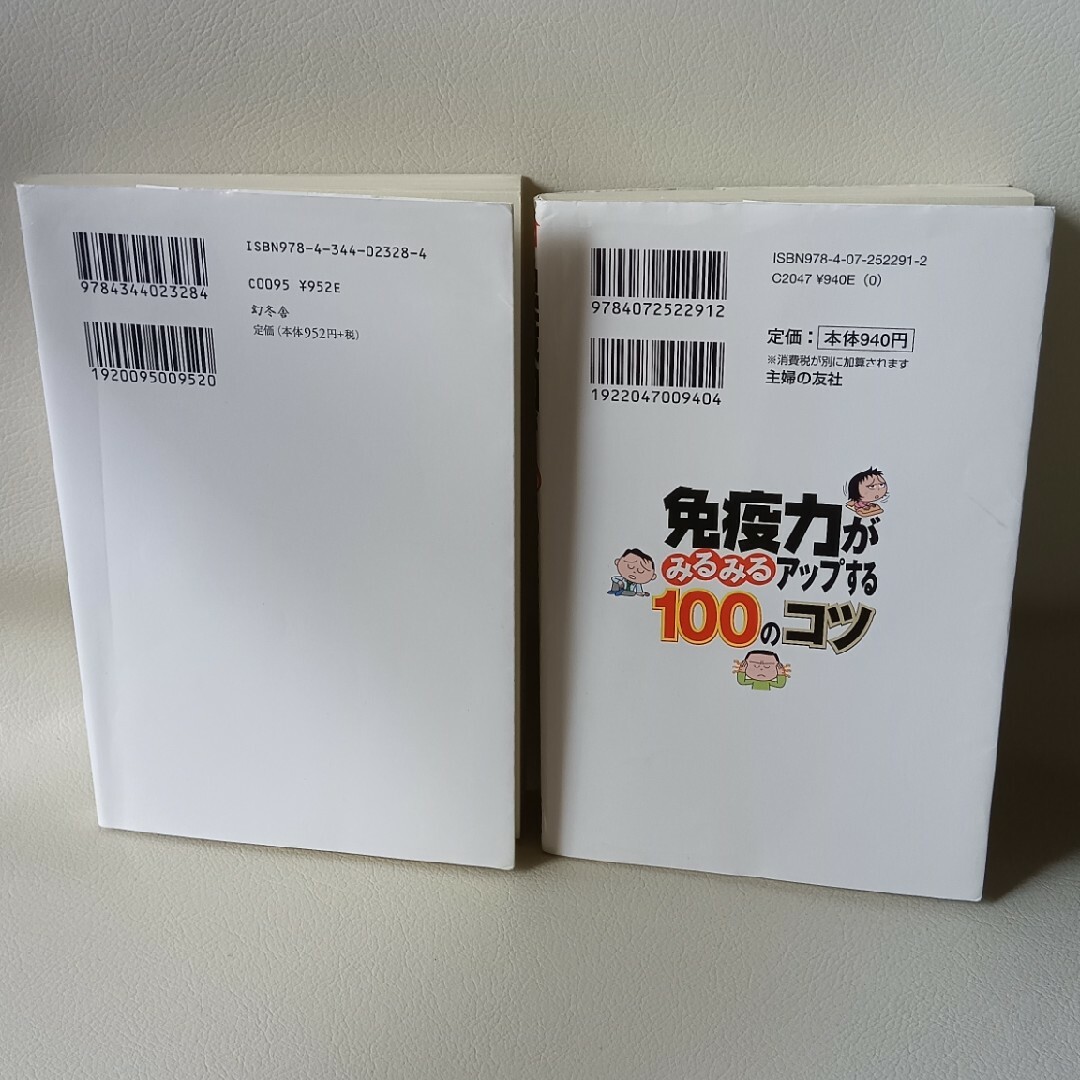 ISBN978-4-344-02328-4
9784344023284
C0095 ¥952E
幻冬舎
定価(本体952円+税)
1920095009520
ISBN978-4-07-252291-2
C2047 ¥940E (0)
9784072522912
定価:本体940円
※消費税が別に加算されます
主婦の友社
1922047009404
免疫力が
みるみるアップする
100のコツ